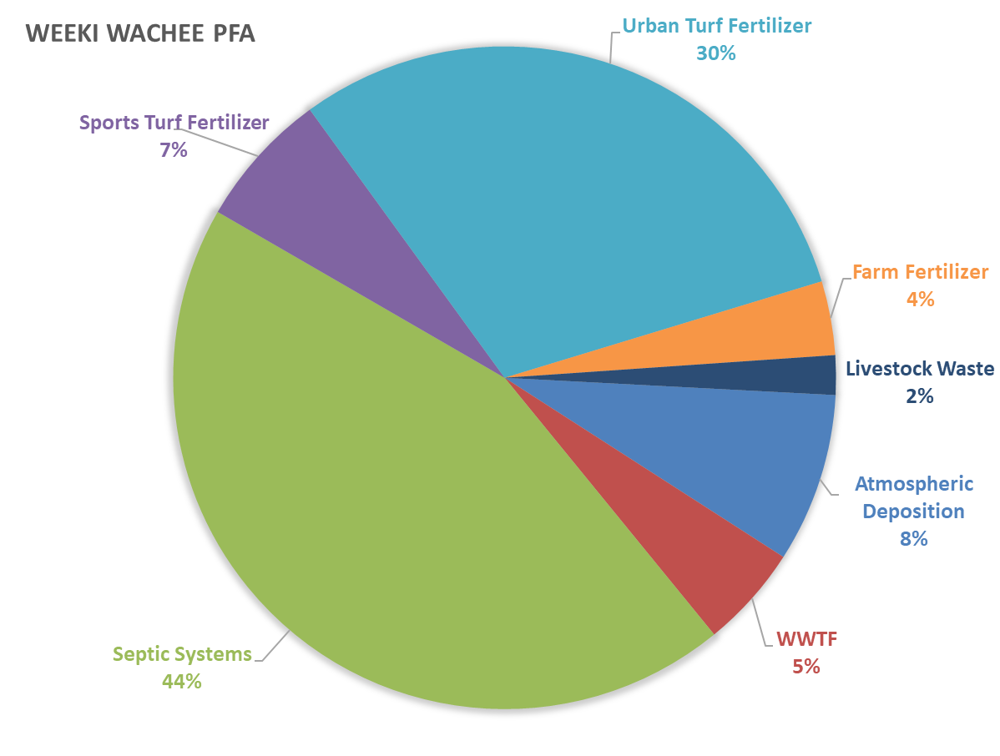 WEEKI WACHEE PFA
Urban Turf Fertilizer
30%
Sports Turf Fertilizer
7%
Farm Fertilizer
4%
Livestock Waste
2%
Atmospheric
Deposition
8%
WWTF
5%
Septic Systems
44%